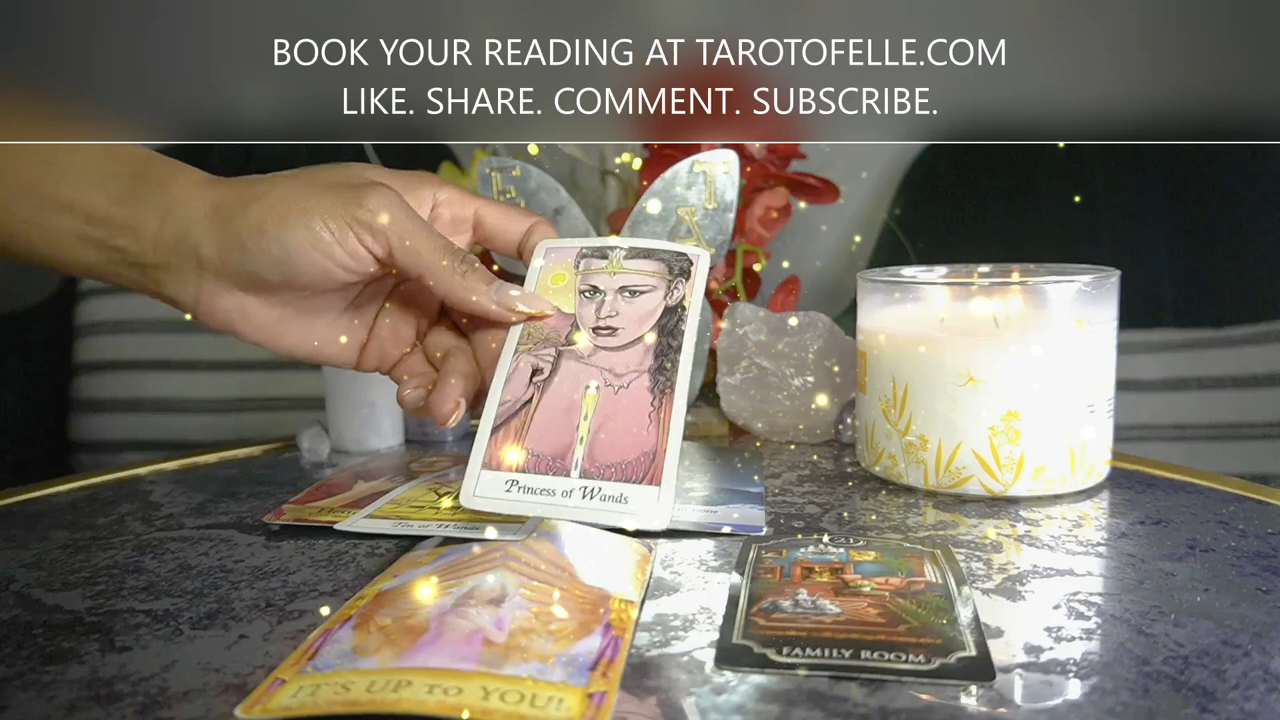 BOOK YOUR READING AT TAROTOFELLE.COM
LIKE. SHARE. COMMENT. SUBSCRIBE.
E T
A
Princess of Wands
Ten of Wands
21
FAMILY ROOM
IT'S UP TO YOU!